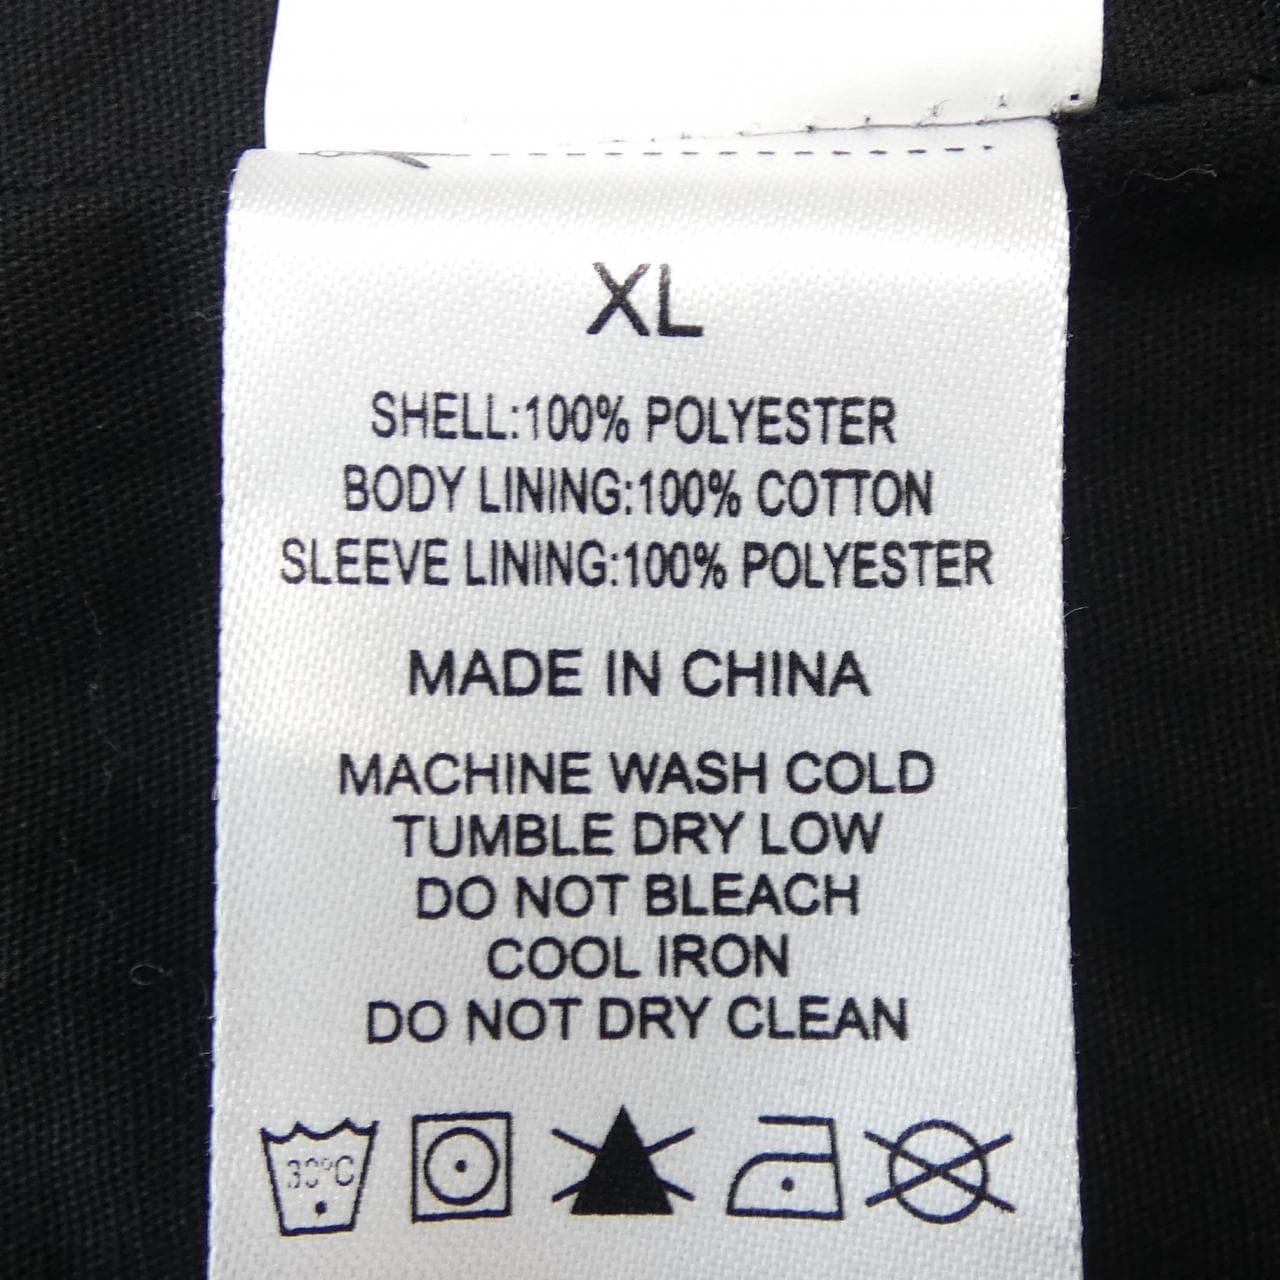 XL
SHELL:100% POLYESTER
BODY LINING:100% COTTON
SLEEVE LINING:100% POLYESTER
MADE IN CHINA
MACHINE WASH COLD
TUMBLE DRY LOW
DO NOT BLEACH
COOL IRON
DO NOT DRY CLEAN
30°C